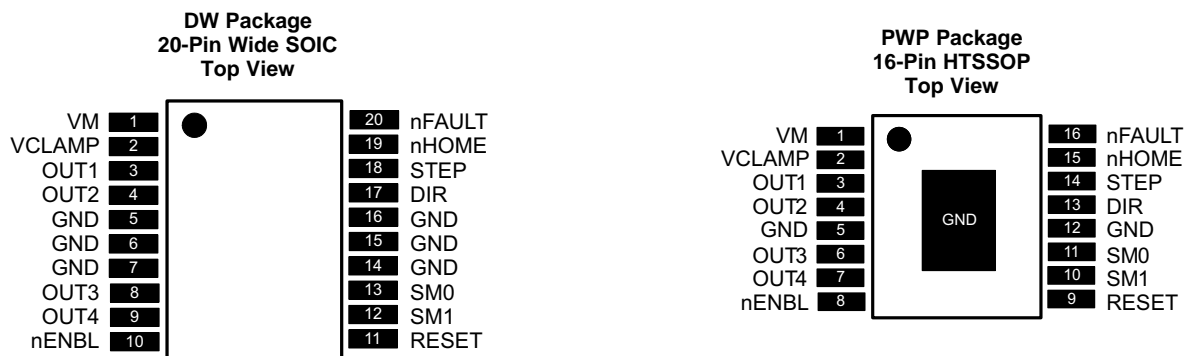 DW Package
20-Pin Wide SOIC
Top View
VM 1 20 nFAULT
VCLAMP 2 19 nHOME
OUT1 3 18 STEP
OUT2 4 17 DIR
GND 5 16 GND
GND 6 15 GND
GND 7 14 GND
OUT3 8 13 SM0
OUT4 9 12 SM1
nENBL 10 11 RESET
PWP Package
16-Pin HTSSOP
Top View
VM 1 16 nFAULT
VCLAMP 2 15 nHOME
OUT1 3 14 STEP
OUT2 4 13 DIR
GND 5 GND 12 GND
OUT3 6 11 SM0
OUT4 7 10 SM1
nENBL 8 9 RESET